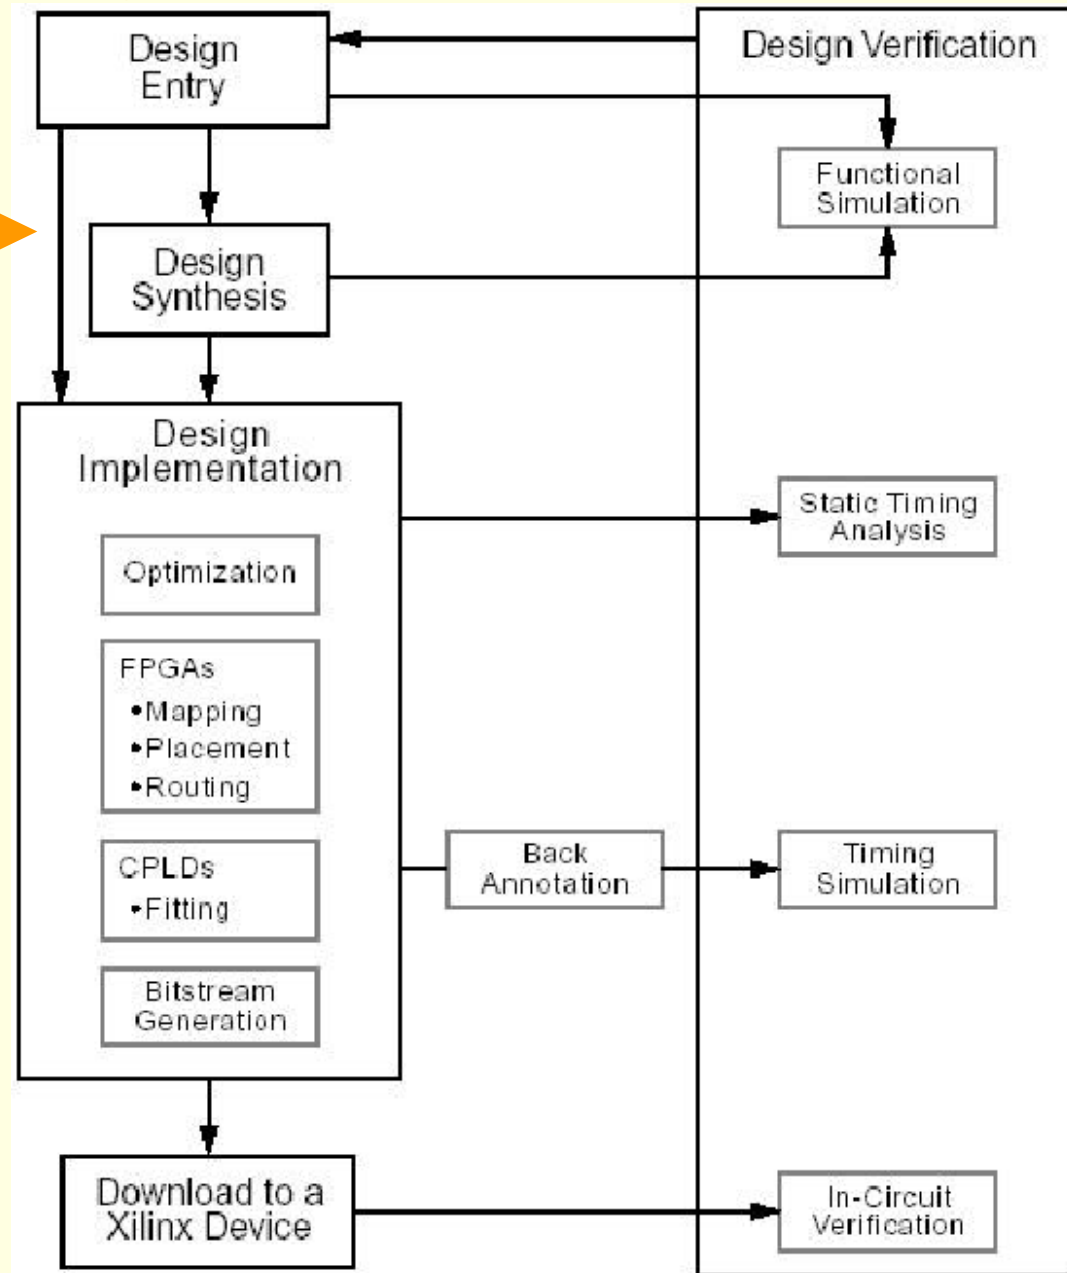 Design
Entry
Design Verification
Functional
Simulation
Design
Synthesis
Design
Implementation
Static Timing
Analysis
Optimization
FPGAs
•Mapping
•Placement
•Routing
Back
Annotation
Timing
Simulation
CPLDs
•Fitting
Bitstream
Generation
Download to a
Xilinx Device
In-Circuit
Verification